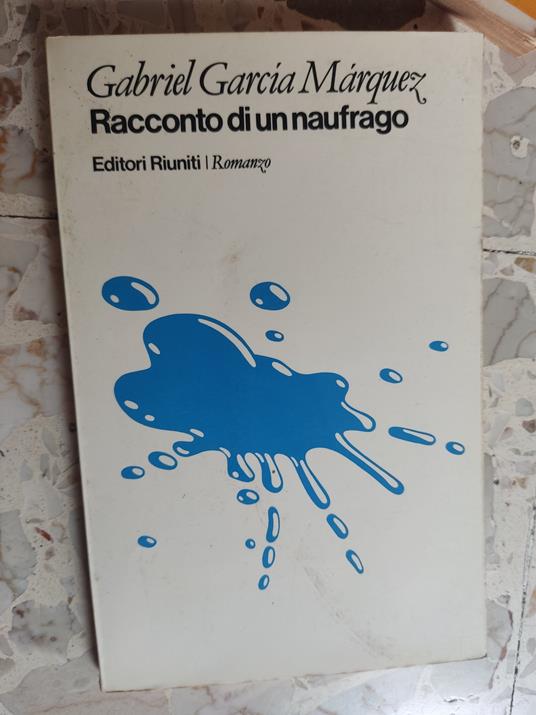 Gabriel García Márquez
Racconto di un naufrago
Editori Riuniti | Romanzo